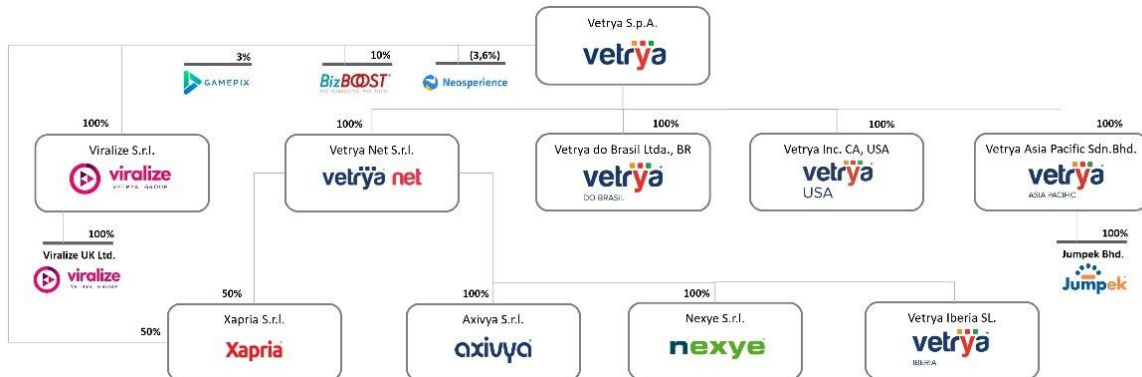 Vetrya S.p.A.
vetrya
3%
GAMEPIX
10%
BizBOOST
(3,6%)
Neosperience
100%
Viralize S.r.l.
viralize
VETRYA GROUP
100%
Vetrya Net S.r.l.
vetrya net
100%
Vetrya do Brasil Ltda., BR
vetrya
DO BRASIL
100%
Vetrya Inc. CA, USA
vetrya
USA
100%
Vetrya Asia Pacific Sdn.Bhd.
vetrya
ASIA PACIFIC
100%
Viralize UK Ltd.
viralize
100%
Jumpek Bhd.
Jumpek
50%
50%
Xapria S.r.l.
Xapria
100%
Axivya S.r.l.
axivya
100%
Nexye S.r.l.
nexye
Vetrya Iberia SL.
vetrya
IBERIA